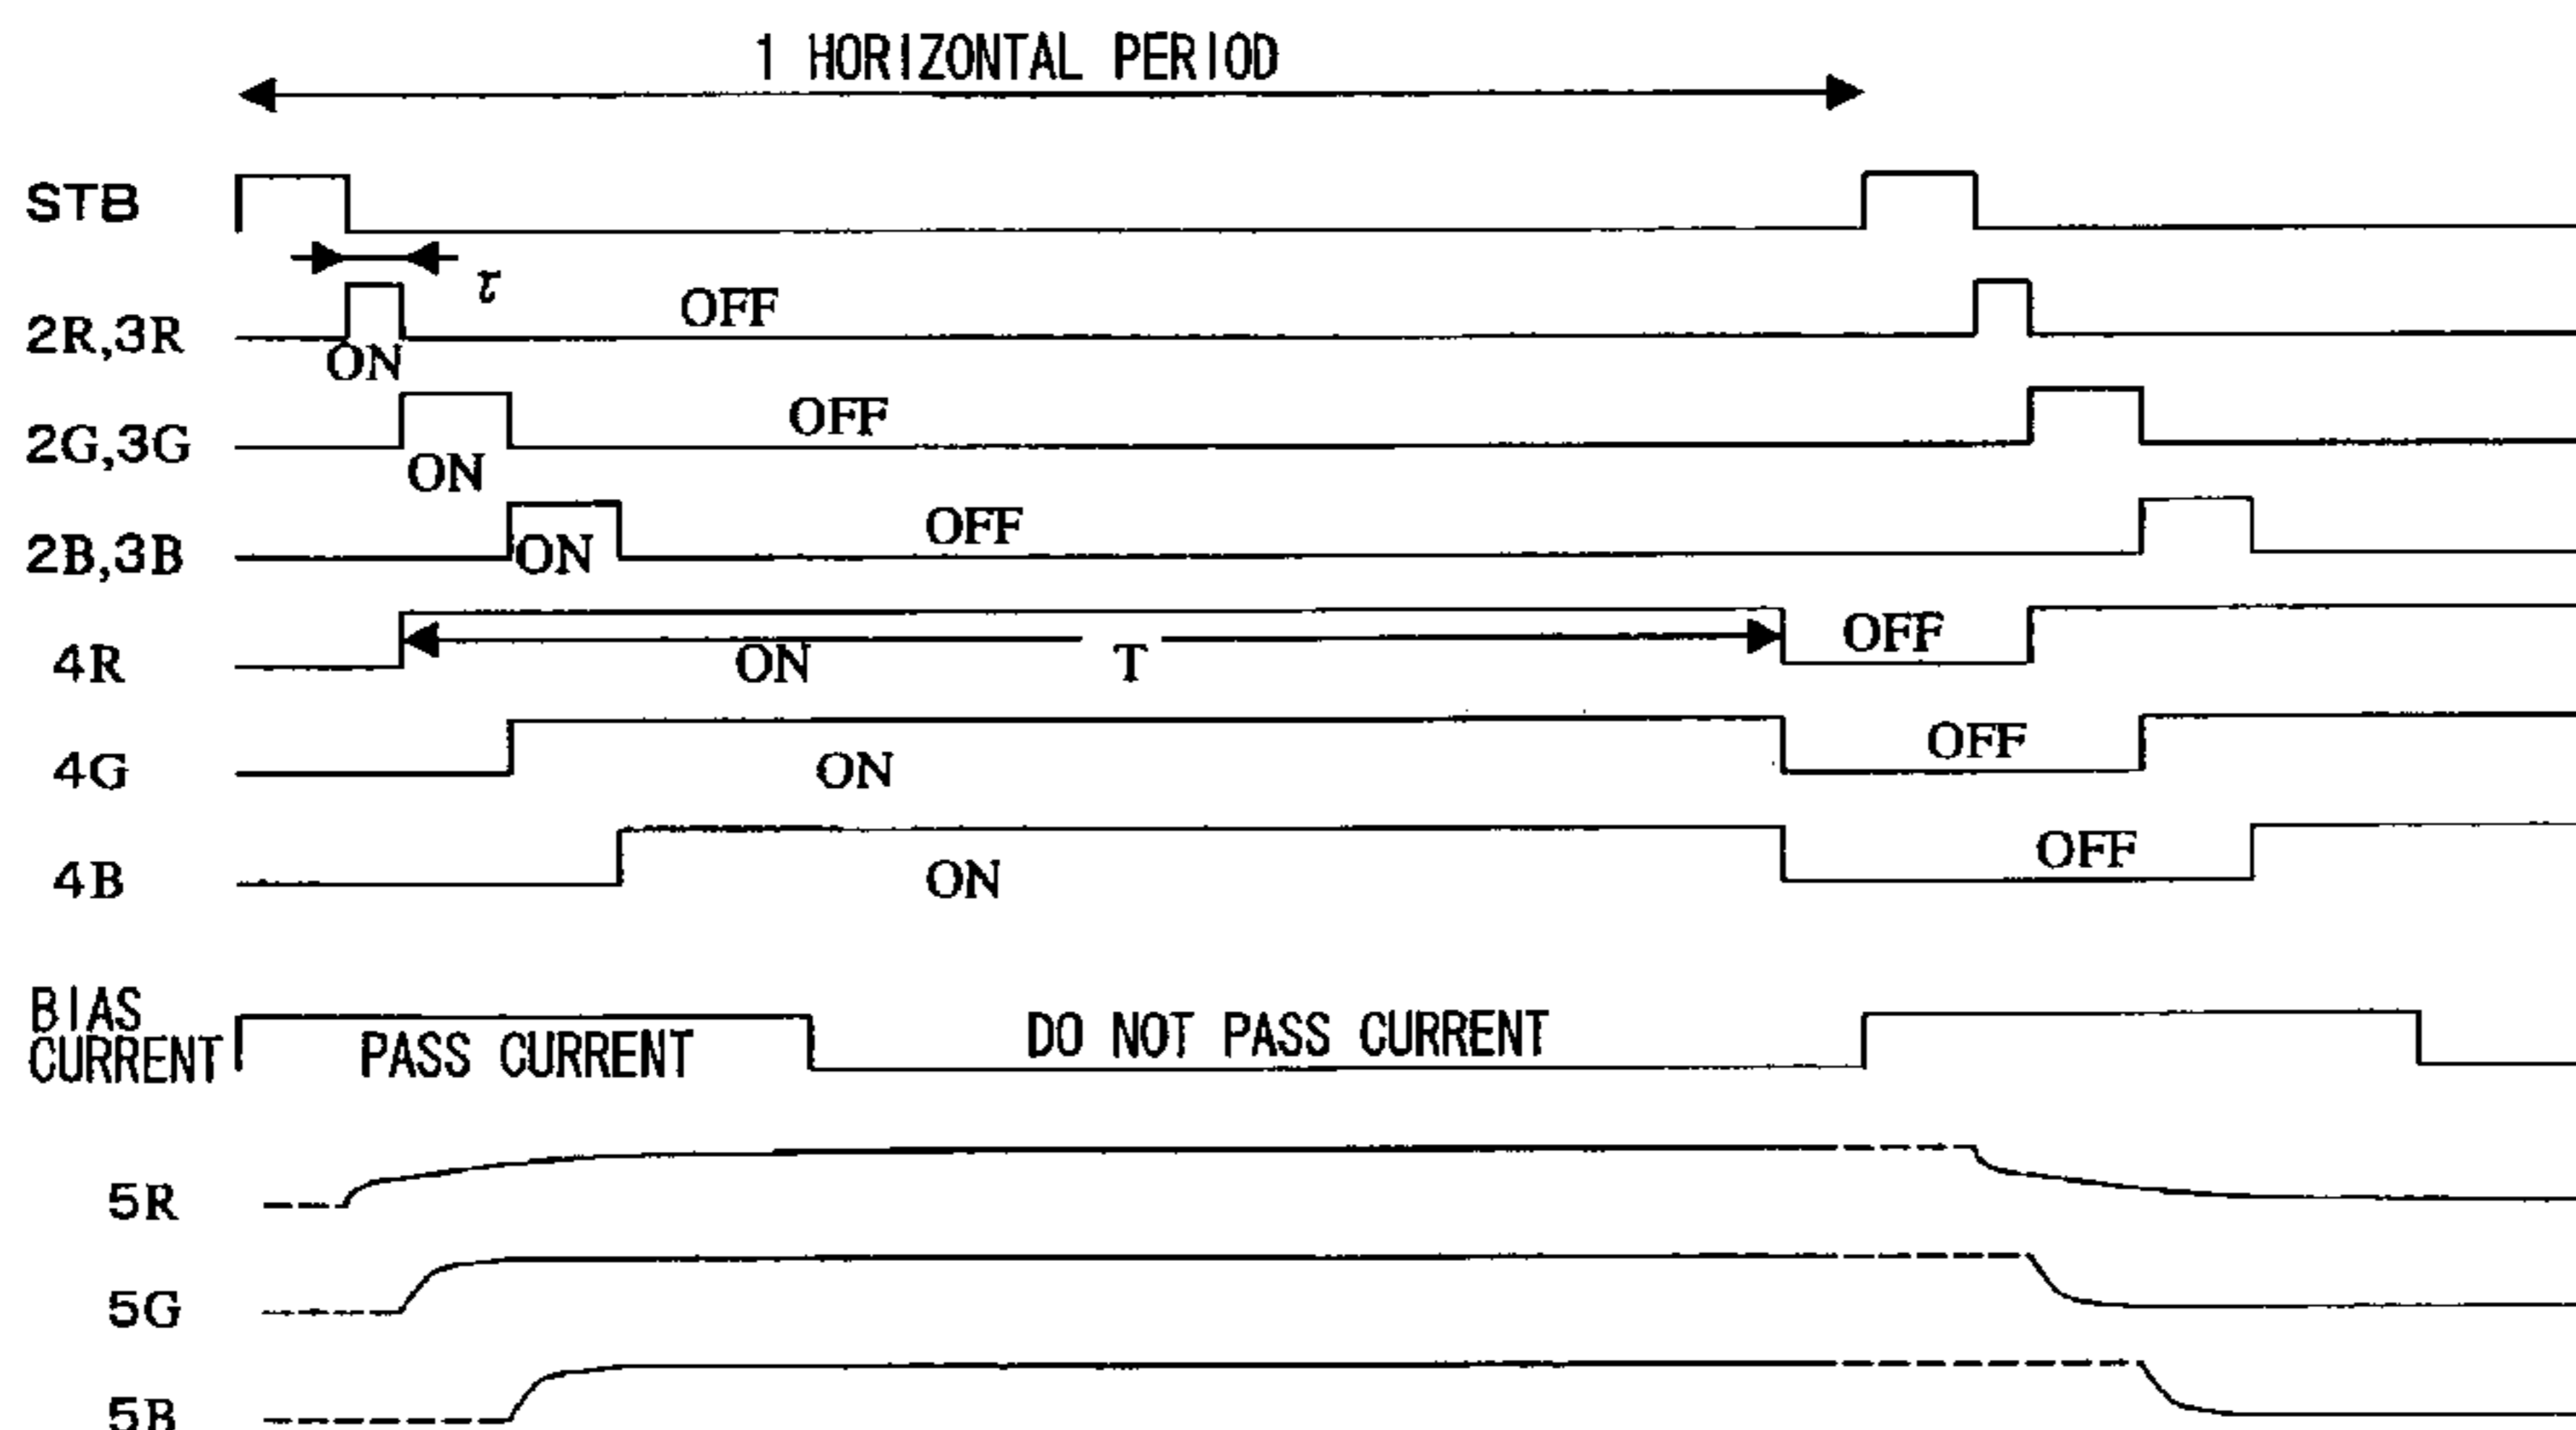 1 HORIZONTAL PERIOD
STB
τ
2R,3R
OFF
ON
2G,3G
OFF
ON
2B,3B
ON
OFF
4R
ON
T
OFF
4G
ON
OFF
4B
ON
OFF
BIAS
CURRENT
PASS CURRENT
DO NOT PASS CURRENT
5R
5G
5B